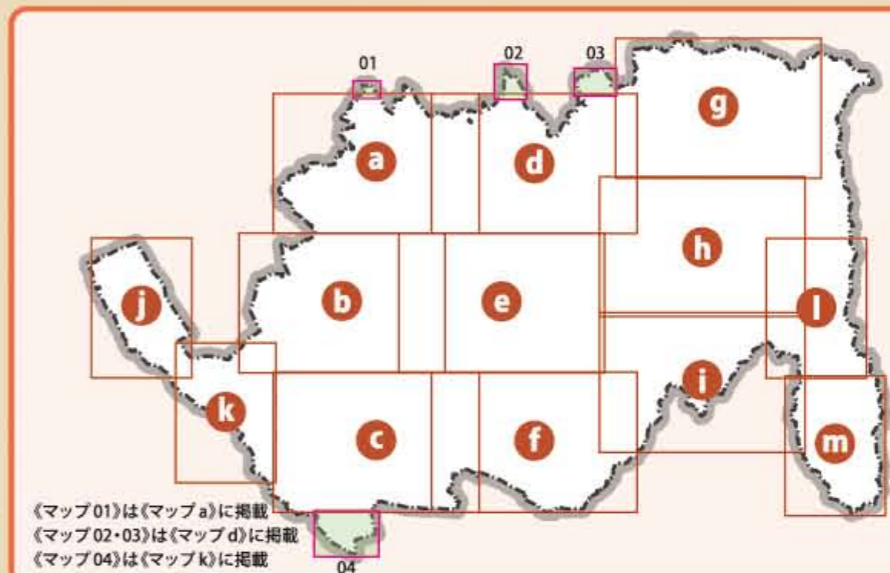 01
02
03
g
a
d
h
j
b
e
l
k
i
c
f
m
《マップ01》は《マップa》に掲載
《マップ02・03》は《マップd》に掲載
《マップ04》は《マップk》に掲載
04